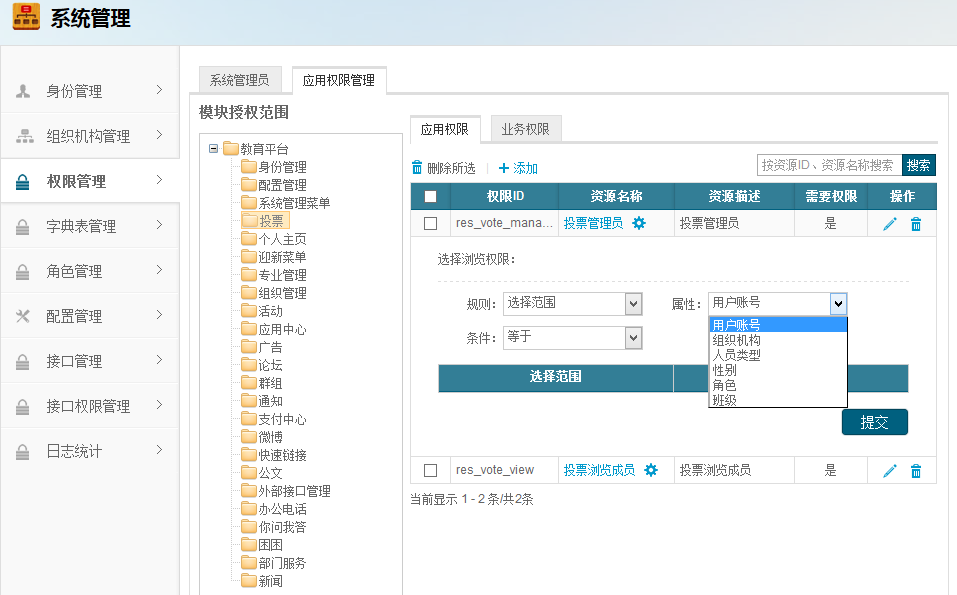 系统管理
身份管理
组织机构管理
权限管理
字典表管理
角色管理
配置管理
接口管理
接口权限管理
日志统计
系统管理员 应用权限管理
模块授权范围
教育平台
身份管理
配置管理
系统管理菜单
投票
个人主页
迎新菜单
专业管理
组织管理
活动
应用中心
广告
论坛
群组
通知
支付中心
微博
快速链接
公文
外部接口管理
办公电话
你问我答
困困
部门服务
新闻
应用权限 业务权限
删除所选 添加 按资源ID、资源名称搜索 搜索
权限ID 资源名称 资源描述 需要权限 操作
res_vote_mana... 投票管理员 投票管理员 是
选择浏览权限：
规则： 选择范围 属性： 用户账号
用户账号
组织机构
人员类型
性别
角色
班级
条件： 等于
选择范围
提交
res_vote_view 投票浏览成员 投票浏览成员 是
当前显示 1 - 2 条/共2条